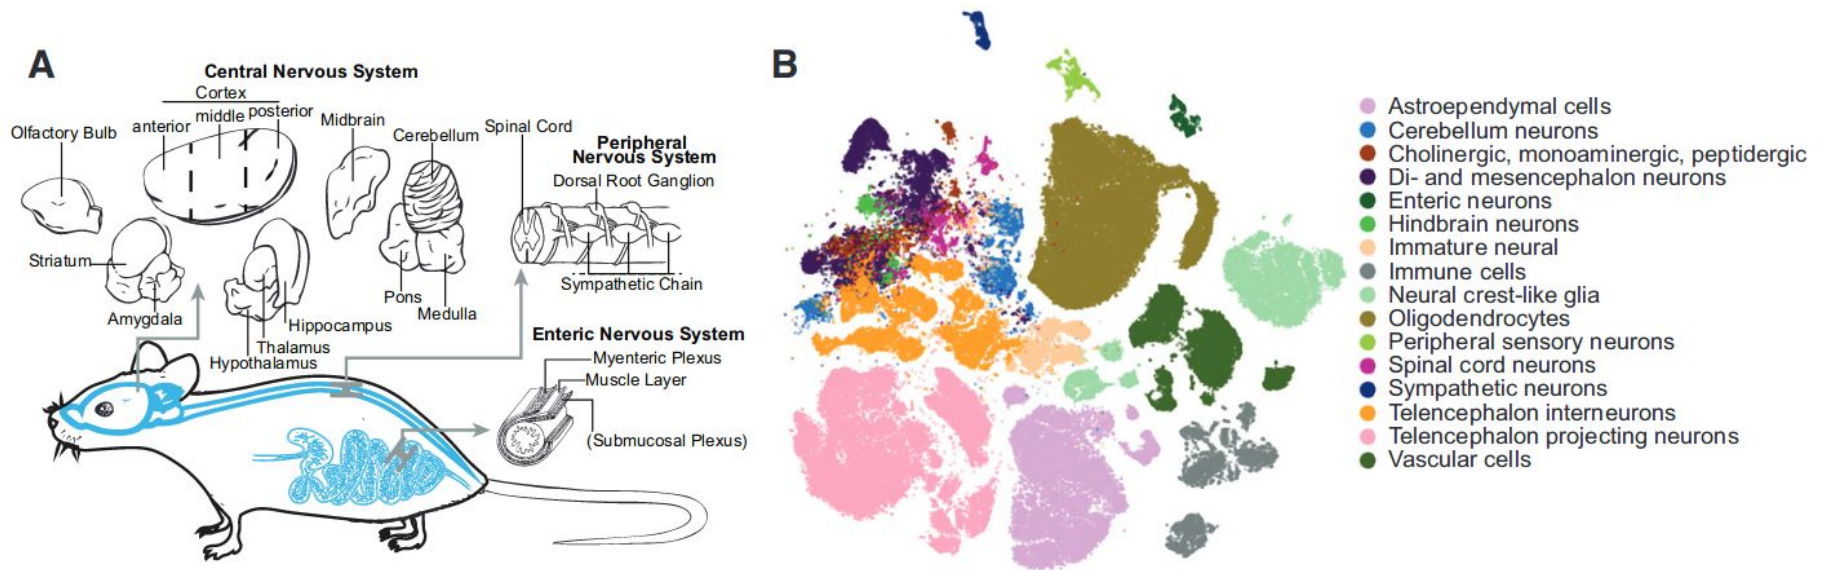 A
Central Nervous System
Cortex
anterior
middle
posterior
Olfactory Bulb
Midbrain
Cerebellum
Spinal Cord
Peripheral
Nervous System
Dorsal Root Ganglion
Striatum
Amygdala
Hippocampus
Thalamus
Hypothalamus
Pons
Medulla
Sympathetic Chain
Enteric Nervous System
Myenteric Plexus
Muscle Layer
(Submucosal Plexus)
B
Astroependymal cells
Cerebellum neurons
Cholinergic, monoaminergic, peptidergic
Di- and mesencephalon neurons
Enteric neurons
Hindbrain neurons
Immature neural
Immune cells
Neural crest-like glia
Oligodendrocytes
Peripheral sensory neurons
Spinal cord neurons
Sympathetic neurons
Telencephalon interneurons
Telencephalon projecting neurons
Vascular cells